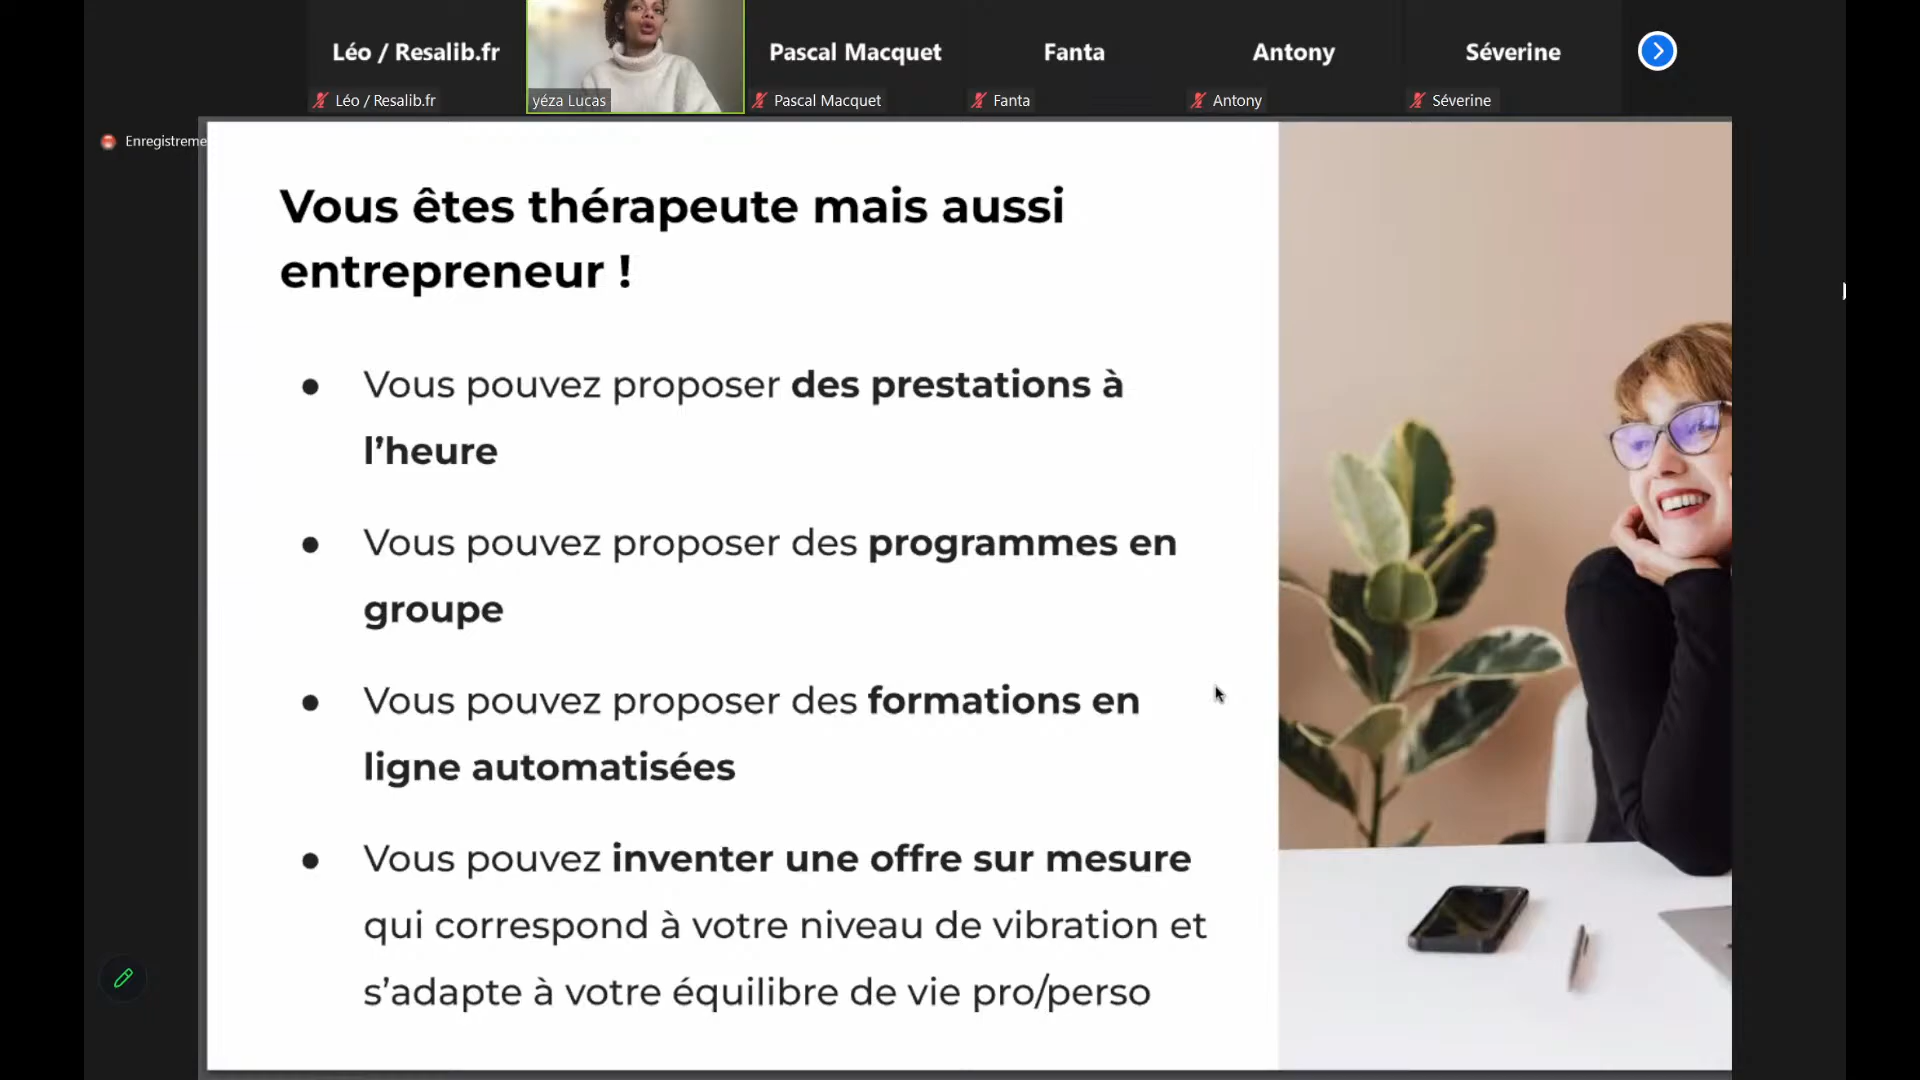 Léo / Resalib.fr
Pascal Macquet
Fanta
Antony
Séverine
Léo / Resalib.fr
yéza Lucas
Pascal Macquet
Fanta
Antony
Séverine
Enregistreme
Vous êtes thérapeute mais aussi
entrepreneur !
● Vous pouvez proposer des prestations à
l’heure
● Vous pouvez proposer des programmes en
groupe
● Vous pouvez proposer des formations en
ligne automatisées
● Vous pouvez inventer une offre sur mesure
qui correspond à votre niveau de vibration et
s’adapte à votre équilibre de vie pro/perso